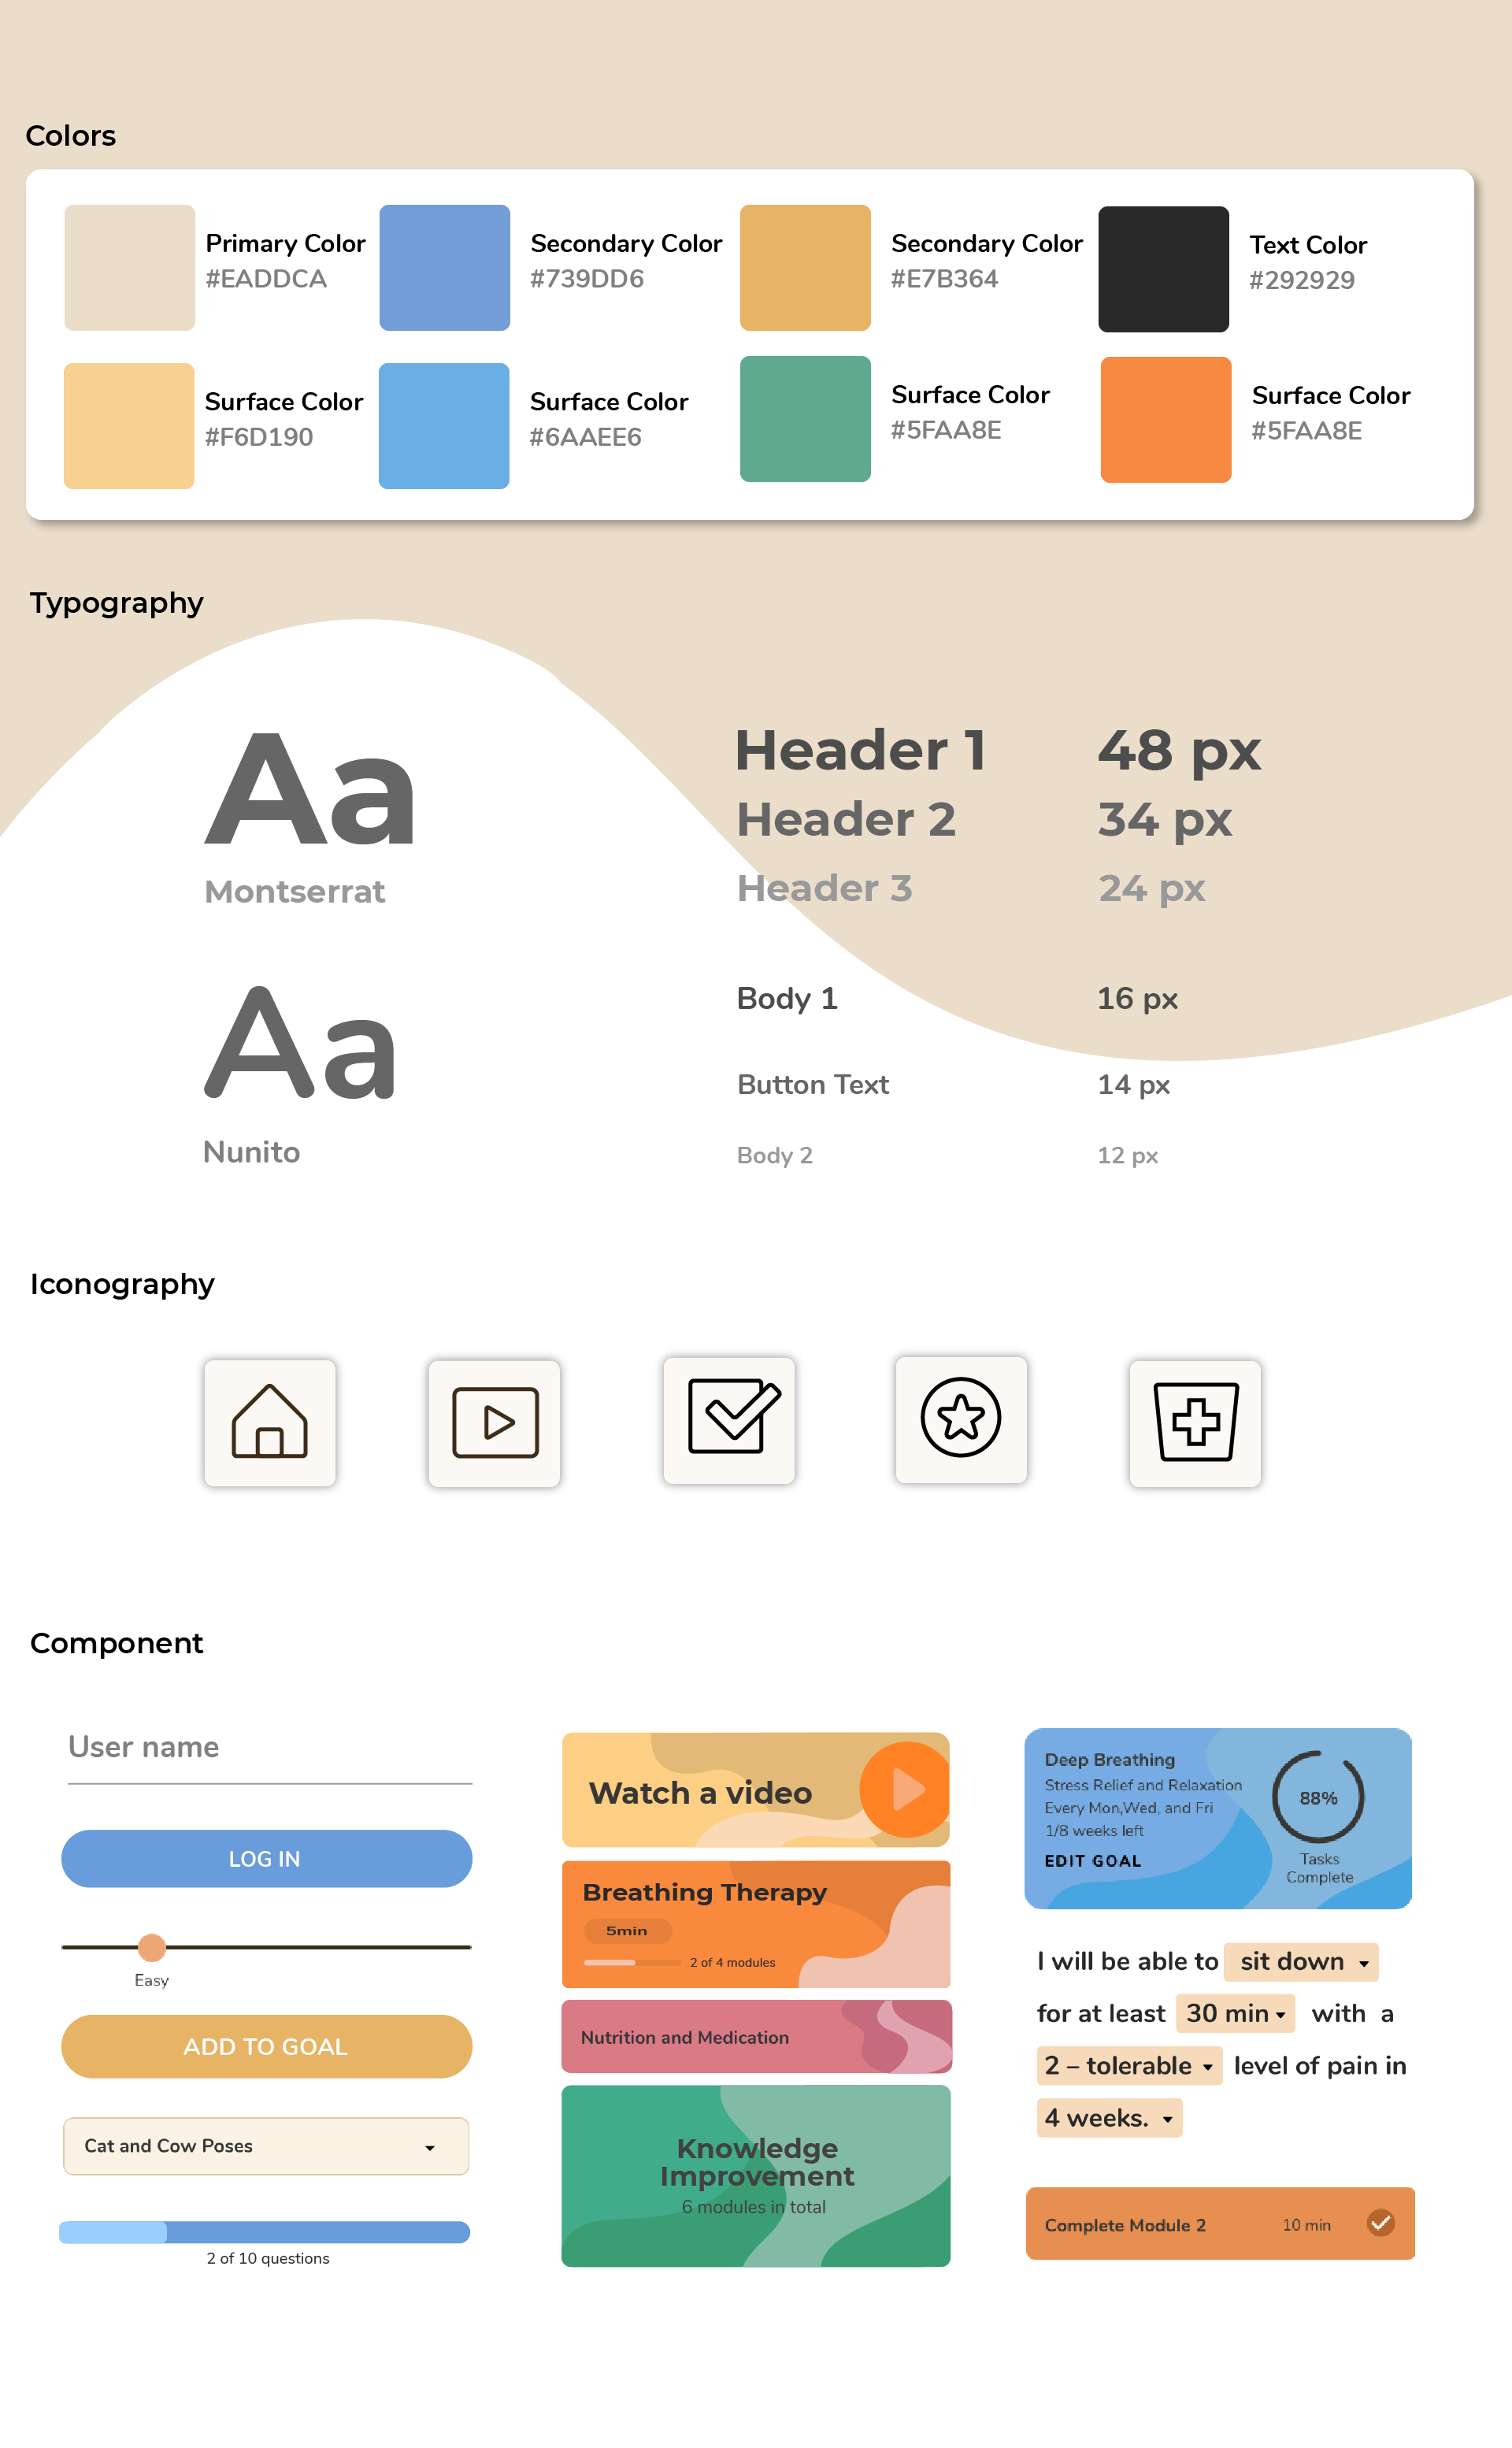 Colors
Primary Color
#EADDCA
Secondary Color
#739DD6
Secondary Color
#E7B364
Text Color
#292929
Surface Color
#F6D190
Surface Color
#6AAEE6
Surface Color
#5FAA8E
Surface Color
#5FAA8E
Typography
Aa
Montserrat
Header 1 48 px
Header 2 34 px
Header 3 24 px
Aa
Nunito
Body 1 16 px
Button Text 14 px
Body 2 12 px
Iconography
Component
User name
LOG IN
Easy
ADD TO GOAL
Cat and Cow Poses
2 of 10 questions
Watch a video
Breathing Therapy
5min
2 of 4 modules
Nutrition and Medication
Knowledge
Improvement
6 modules in total
Deep Breathing
Stress Relief and Relaxation
Every Mon,Wed, and Fri
1/8 weeks left
EDIT GOAL
88%
Tasks
Complete
I will be able to sit down
for at least 30 min with a
2 – tolerable level of pain in
4 weeks.
Complete Module 2 10 min